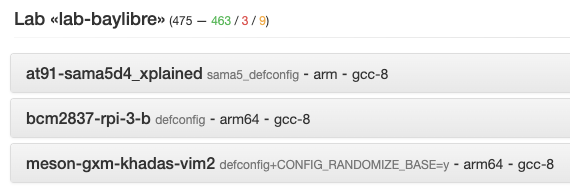 Lab «lab-baylibre» (475 — 463 / 3 / 9)
at91-sama5d4_xplained sama5_defconfig - arm - gcc-8
bcm2837-rpi-3-b defconfig - arm64 - gcc-8
meson-gxm-khadas-vim2 defconfig+CONFIG_RANDOMIZE_BASE=y - arm64 - gcc-8